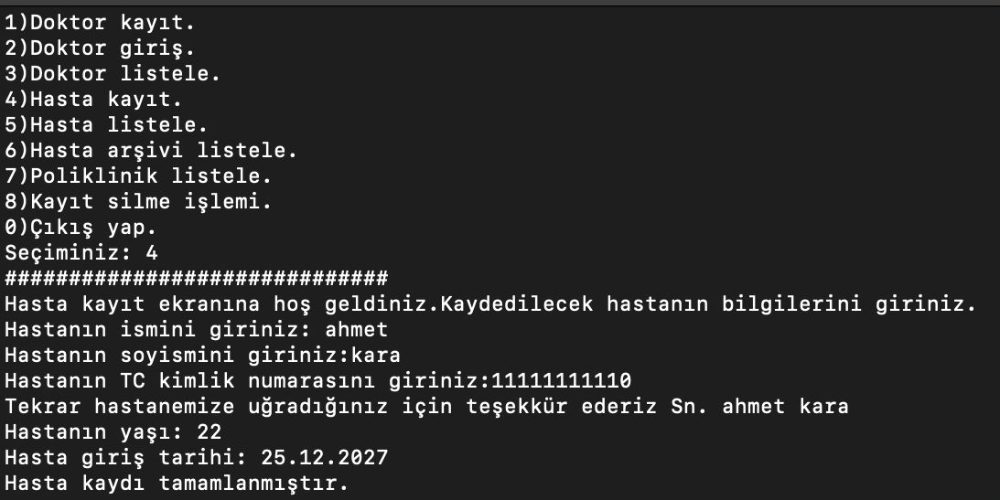 1)Doktor kayıt.
2)Doktor giriş.
3)Doktor listele.
4)Hasta kayıt.
5)Hasta listele.
6)Hasta arşivi listele.
7)Poliklinik listele.
8)Kayıt silme işlemi.
0)Çıkış yap.
Seçiminiz: 4
##############################
Hasta kayıt ekranına hoş geldiniz.Kaydedilecek hastanın bilgilerini giriniz.
Hastanın ismini giriniz: ahmet
Hastanın soyismini giriniz:kara
Hastanın TC kimlik numarasını giriniz:11111111110
Tekrar hastanemize uğradığınız için teşekkür ederiz Sn. ahmet kara
Hastanın yaşı: 22
Hasta giriş tarihi: 25.12.2027
Hasta kaydı tamamlanmıştır.